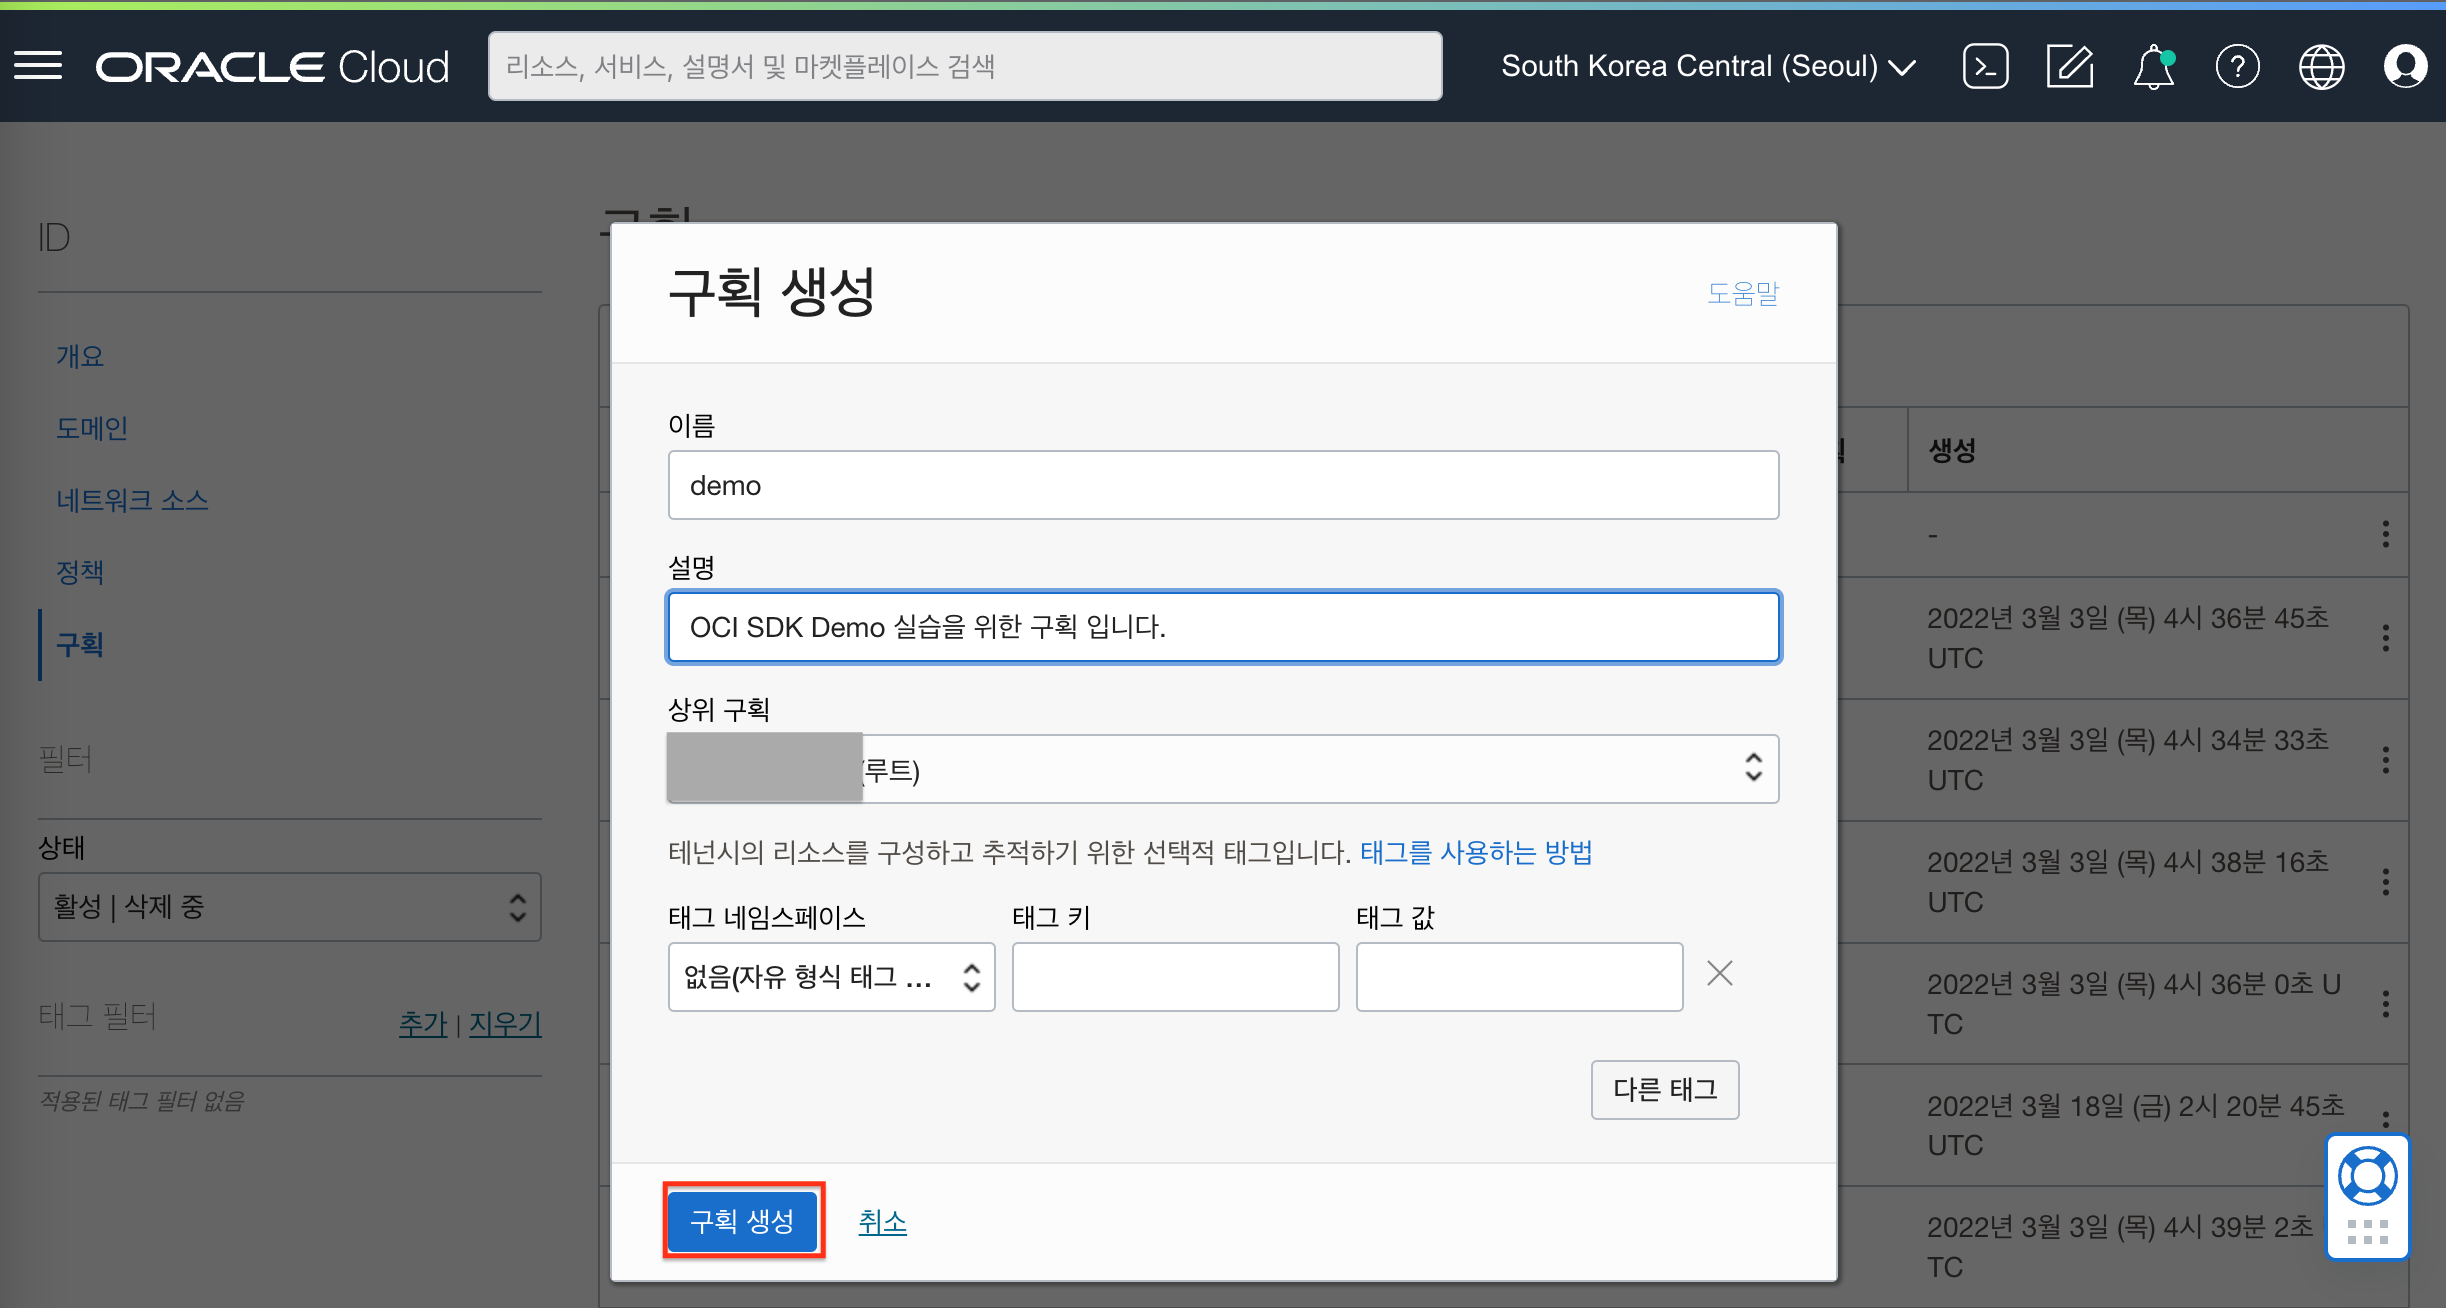 ORACLE Cloud
리소스, 서비스, 설명서 및 마켓플레이스 검색
South Korea Central (Seoul)
ID
개요
도메인
네트워크 소스
정책
구획
필터
상태
활성 | 삭제 중
태그 필터
추가 | 지우기
적용된 태그 필터 없음
구획 생성
도움말
이름
demo
설명
OCI SDK Demo 실습을 위한 구획 입니다.
상위 구획
(루트)
테넌시의 리소스를 구성하고 추적하기 위한 선택적 태그입니다. 태그를 사용하는 방법
태그 네임스페이스
태그 키
태그 값
없음(자유 형식 태그 ...
다른 태그
구획 생성
취소
생성
-
2022년 3월 3일 (목) 4시 36분 45초
UTC
2022년 3월 3일 (목) 4시 34분 33초
UTC
2022년 3월 3일 (목) 4시 38분 16초
UTC
2022년 3월 3일 (목) 4시 36분 0초 U
TC
2022년 3월 18일 (금) 2시 20분 45초
UTC
2022년 3월 3일 (목) 4시 39분 2초
TC